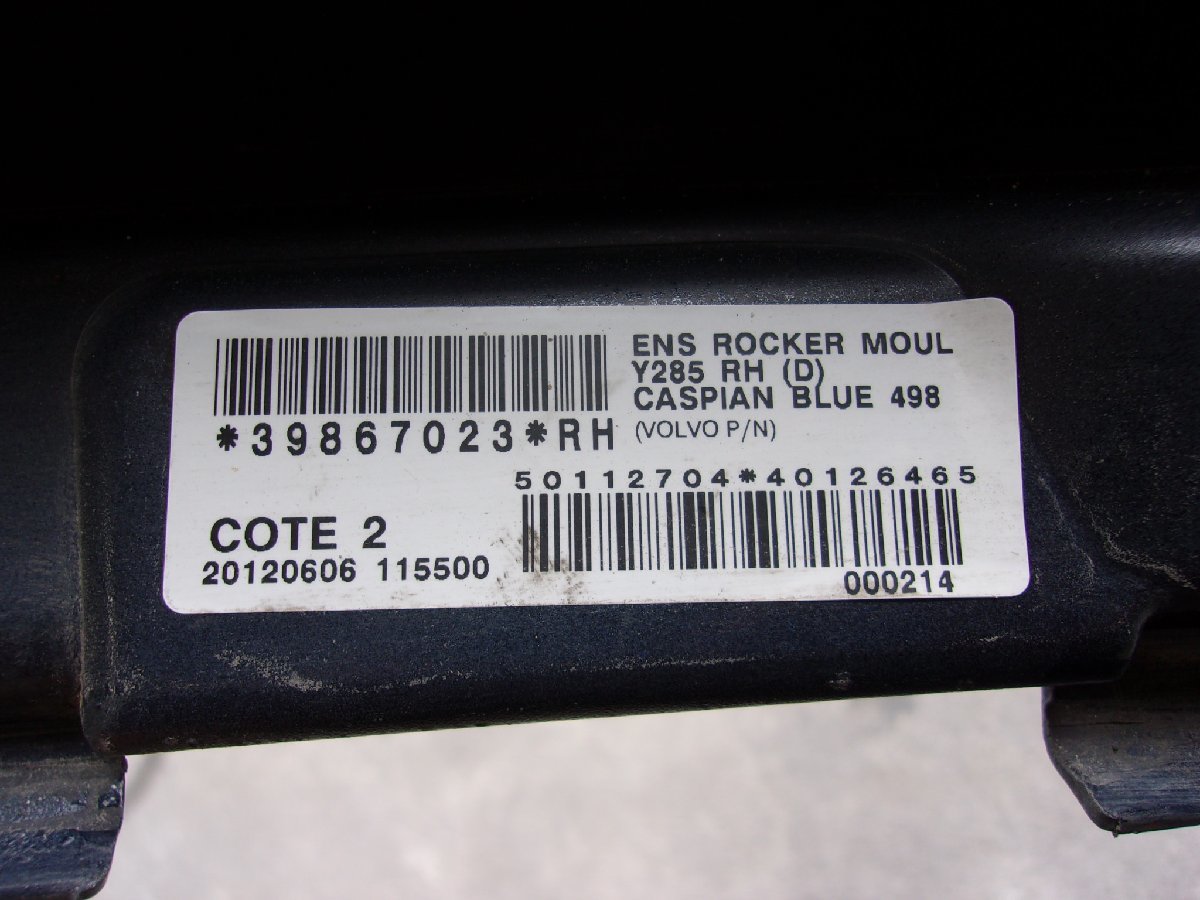 ENS ROCKER MOUL
Y285 RH (D)
CASPIAN BLUE 498
*39867023*RH
(VOLVO P/N)
50112704*40126465
COTE 2
20120606 115500
000214